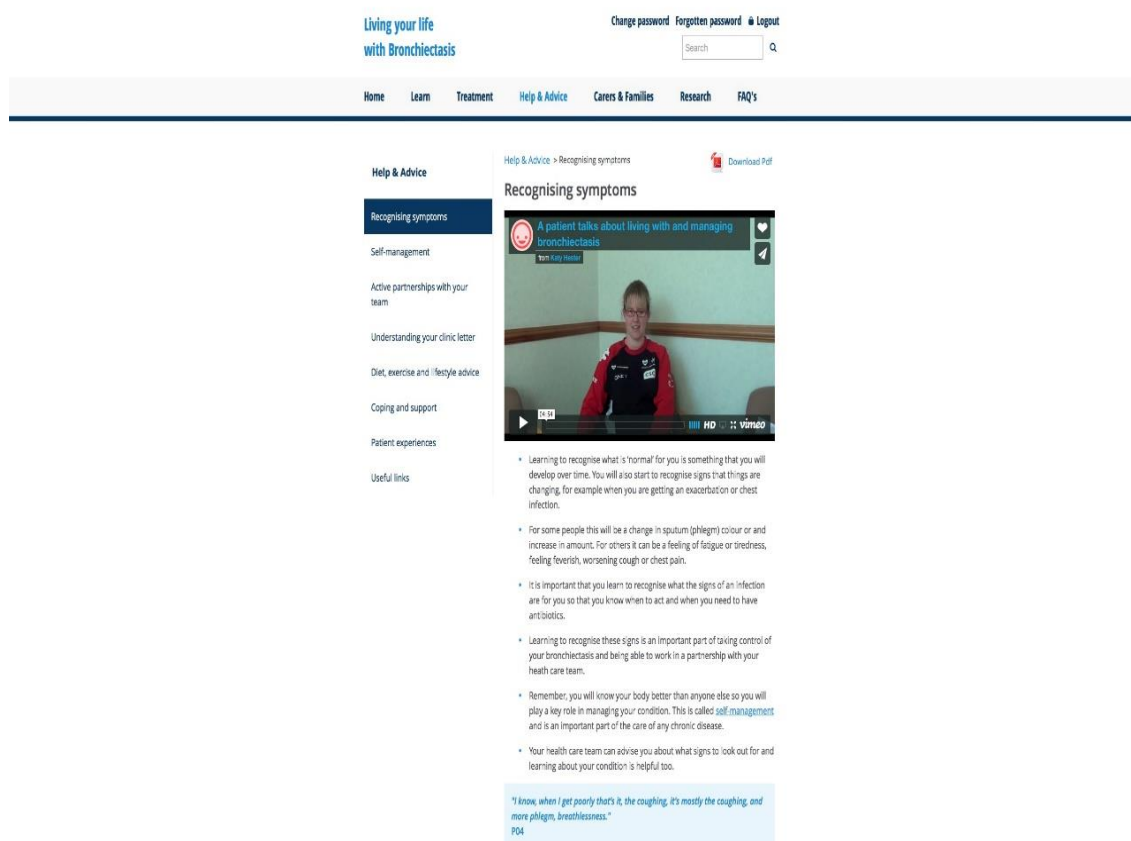 Living your life
with Bronchiectasis
Change password Forgotten password Logout
Search
Home Learn Treatment Help & Advice Carers & Families Research FAQ's
Help & Advice
Recognising symptoms
Self-management
Active partnerships with your
team
Understanding your clinic letter
Diet, exercise and lifestyle advice
Coping and support
Patient experiences
Useful links
Help & Advice > Recognising symptoms
Download Pdf
Recognising symptoms
A patient talks about living with and managing
bronchiectasis
from Katy Hester
HD vimeo
• Learning to recognise what is 'normal' for you is something that you will
develop over time. You will also start to recognise signs that things are
changing, for example when you are getting an exacerbation or chest
infection.
• For some people this will be a change in sputum (phlegm) colour or and
increase in amount. For others it can be a feeling of fatigue or tiredness,
feeling feverish, worsening cough or chest pain.
• It is important that you learn to recognise what the signs of an infection
are for you so that you know when to act and when you need to have
antibiotics.
• Learning to recognise these signs is an important part of taking control of
your bronchiectasis and being able to work in a partnership with your
heath care team.
• Remember, you will know your body better than anyone else so you will
play a key role in managing your condition. This is called self-management
and is an important part of the care of any chronic disease.
• Your health care team can advise you about what signs to look out for and
learning about your condition is helpful too.
"I know, when I get poorly that's it, the coughing, it's mostly the coughing, and
more phlegm, breathlessness."
P04